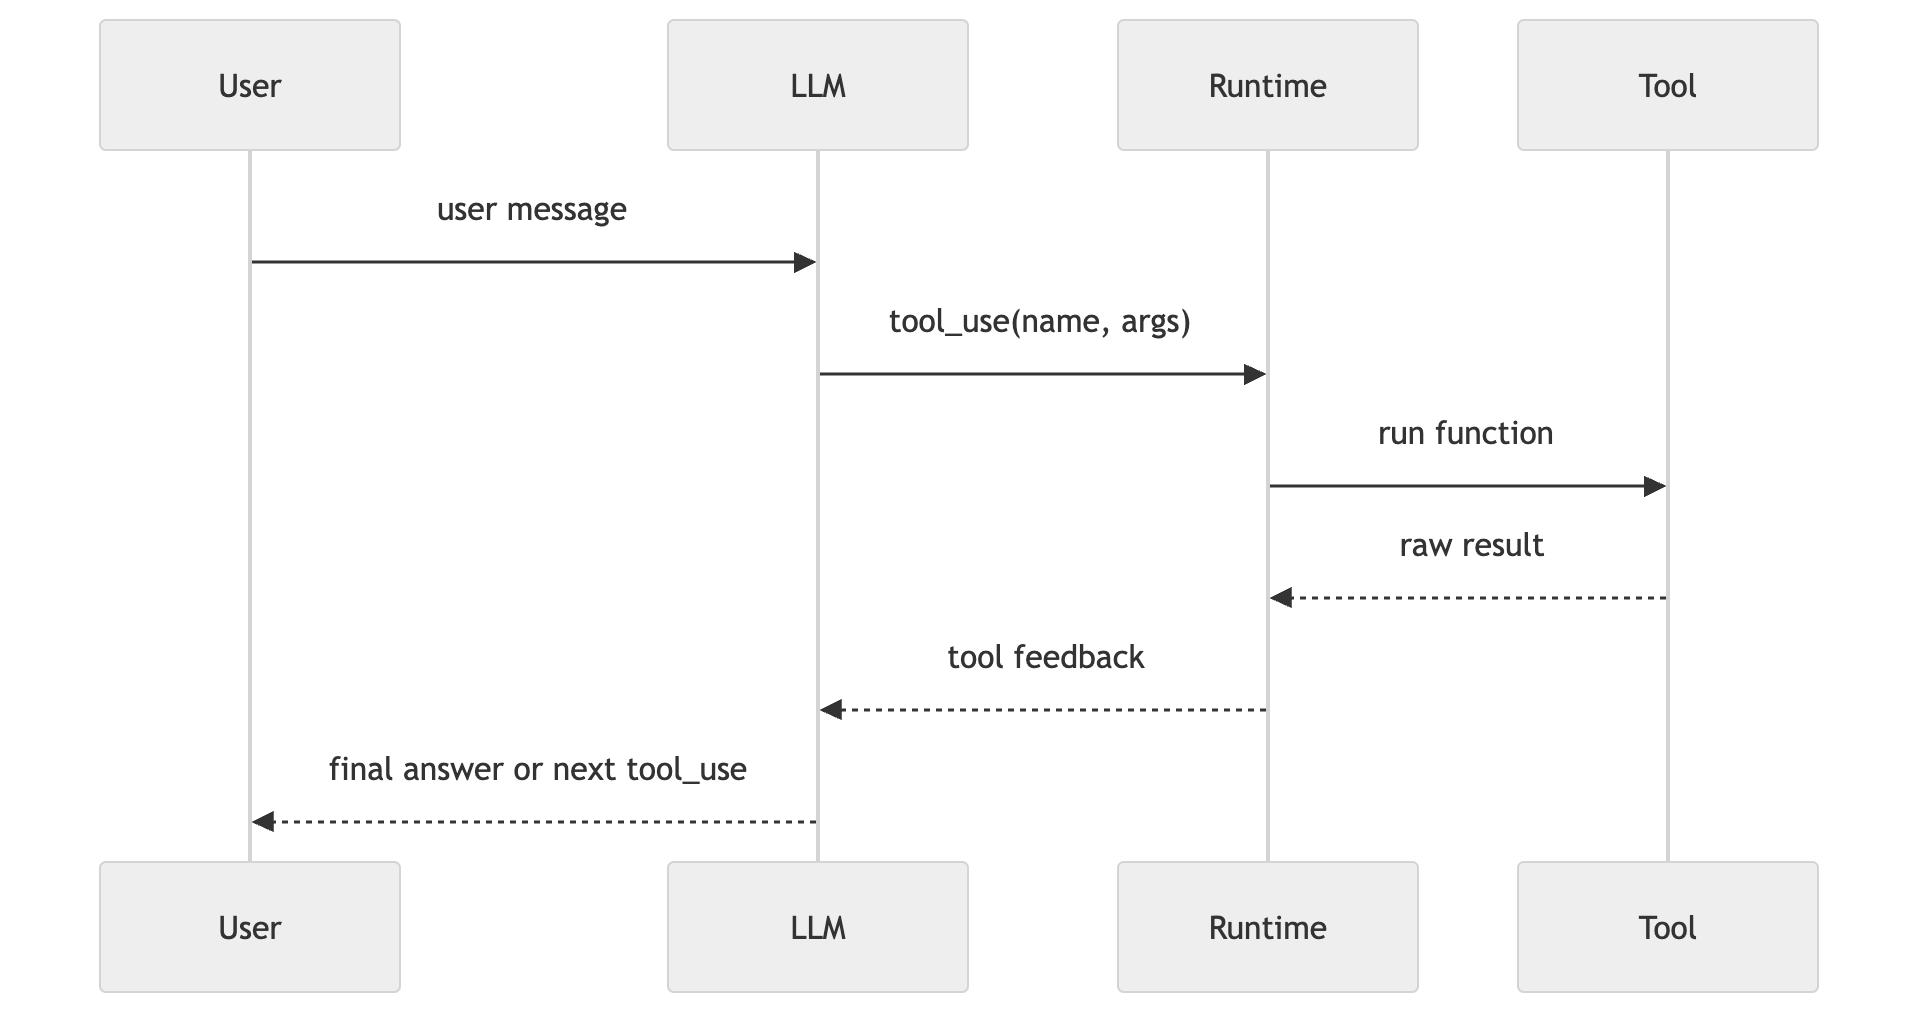 User
LLM
Runtime
Tool
user message
tool_use(name, args)
run function
raw result
tool feedback
final answer or next tool_use
User
LLM
Runtime
Tool